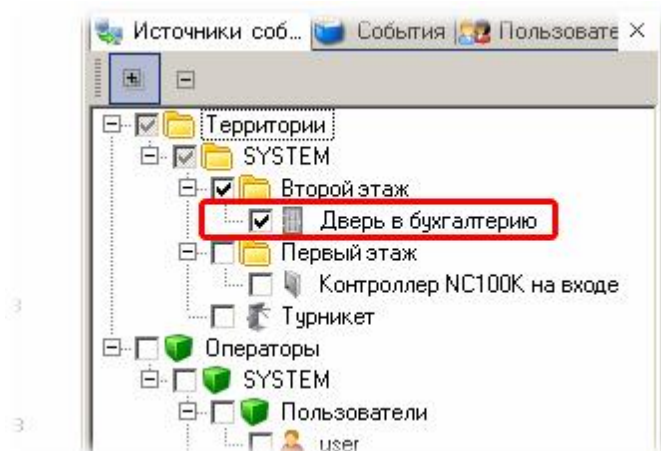 Источники соб... События Пользовате
Территории
SYSTEM
Второй этаж
Дверь в бухгалтерию
Первый этаж
Контроллер NC100K на входе
Турникет
Операторы
SYSTEM
Пользователи
user